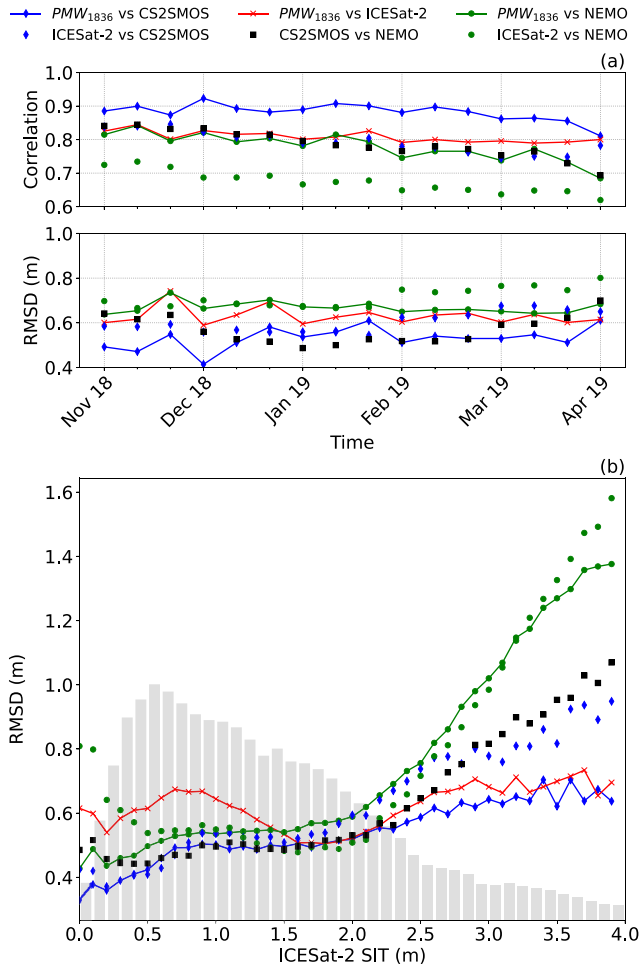 PMW1836 vs CS2SMOS PMW1836 vs ICESat-2 PMW1836 vs NEMO
ICESat-2 vs CS2SMOS CS2SMOS vs NEMO ICESat-2 vs NEMO
(a)
1.0
0.9
0.8
0.7
0.6
Correlation
1.0
0.8
0.6
0.4
RMSD (m)
Nov 18 Dec 18 Jan 19 Feb 19 Mar 19 Apr 19
Time
(b)
1.6
1.4
1.2
1.0
0.8
0.6
0.4
RMSD (m)
0.0 0.5 1.0 1.5 2.0 2.5 3.0 3.5 4.0
ICESat-2 SIT (m)